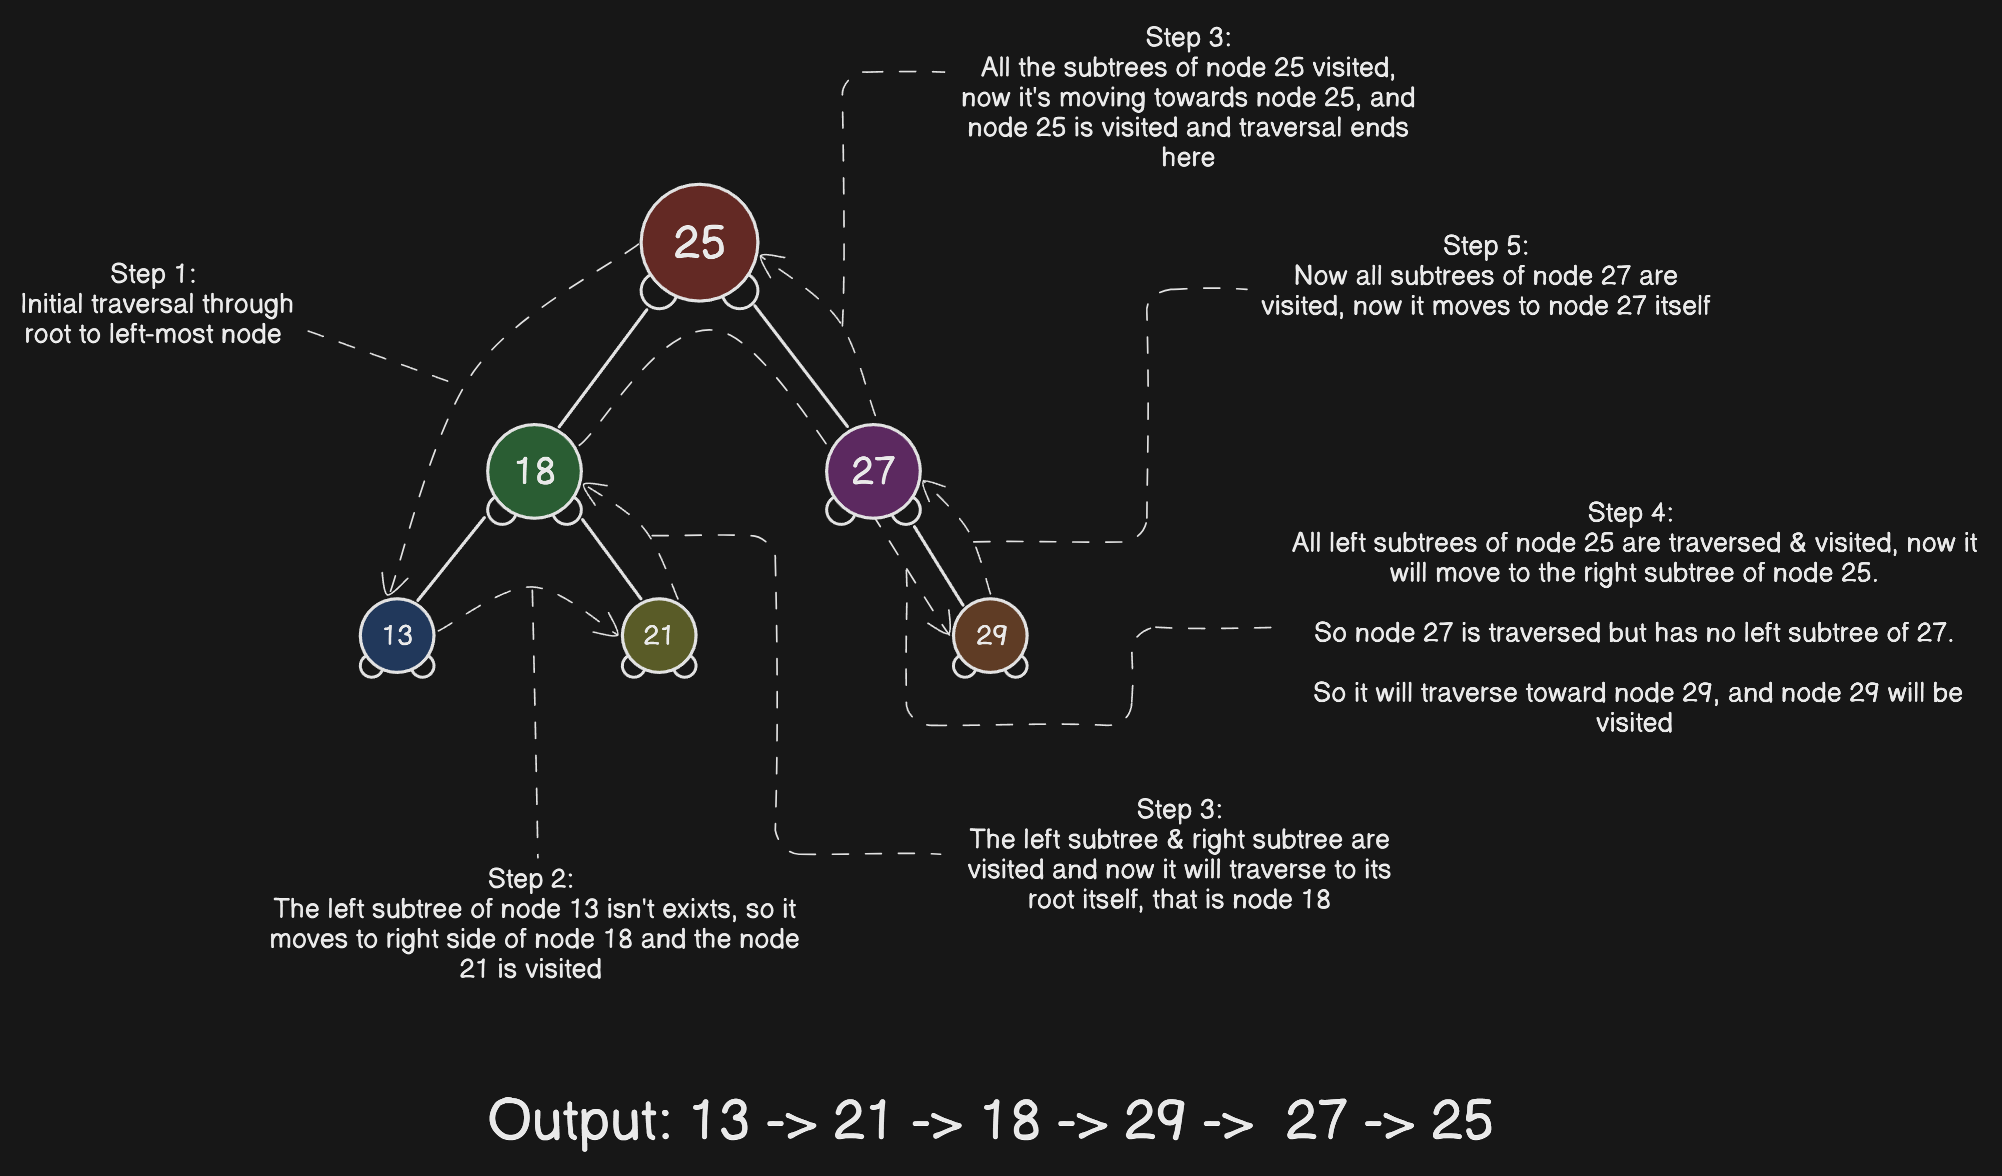 Step 3:
All the subtrees of node 25 visited,
now it's moving towards node 25, and
node 25 is visited and traversal ends
here
25
Step 1:
Initial traversal through
root to left-most node
Step 5:
Now all subtrees of node 27 are
visited, now it moves to node 27 itself
18
27
Step 4:
All left subtrees of node 25 are traversed & visited, now it
will move to the right subtree of node 25.
So node 27 is traversed but has no left subtree of 27.
So it will traverse toward node 29, and node 29 will be
visited
13
21
29
Step 3:
The left subtree & right subtree are
visited and now it will traverse to its
root itself, that is node 18
Step 2:
The left subtree of node 13 isn't exixts, so it
moves to right side of node 18 and the node
21 is visited
Output: 13 -> 21 -> 18 -> 29 -> 27 -> 25